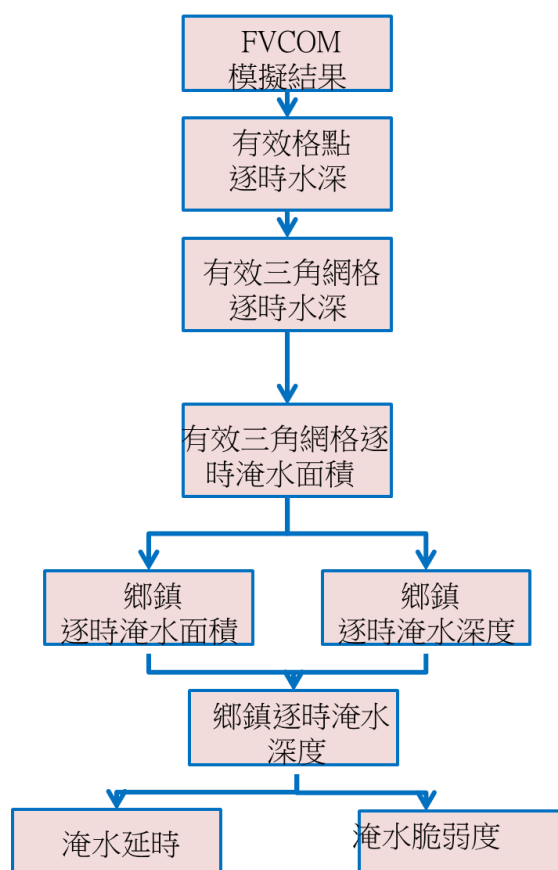 FVCOM
模擬結果
有效格點
逐時水深
有效三角網格
逐時水深
有效三角網格逐
時淹水面積
鄉鎮
逐時淹水面積
鄉鎮
逐時淹水深度
鄉鎮逐時淹水
深度
淹水延時
淹水脆弱度